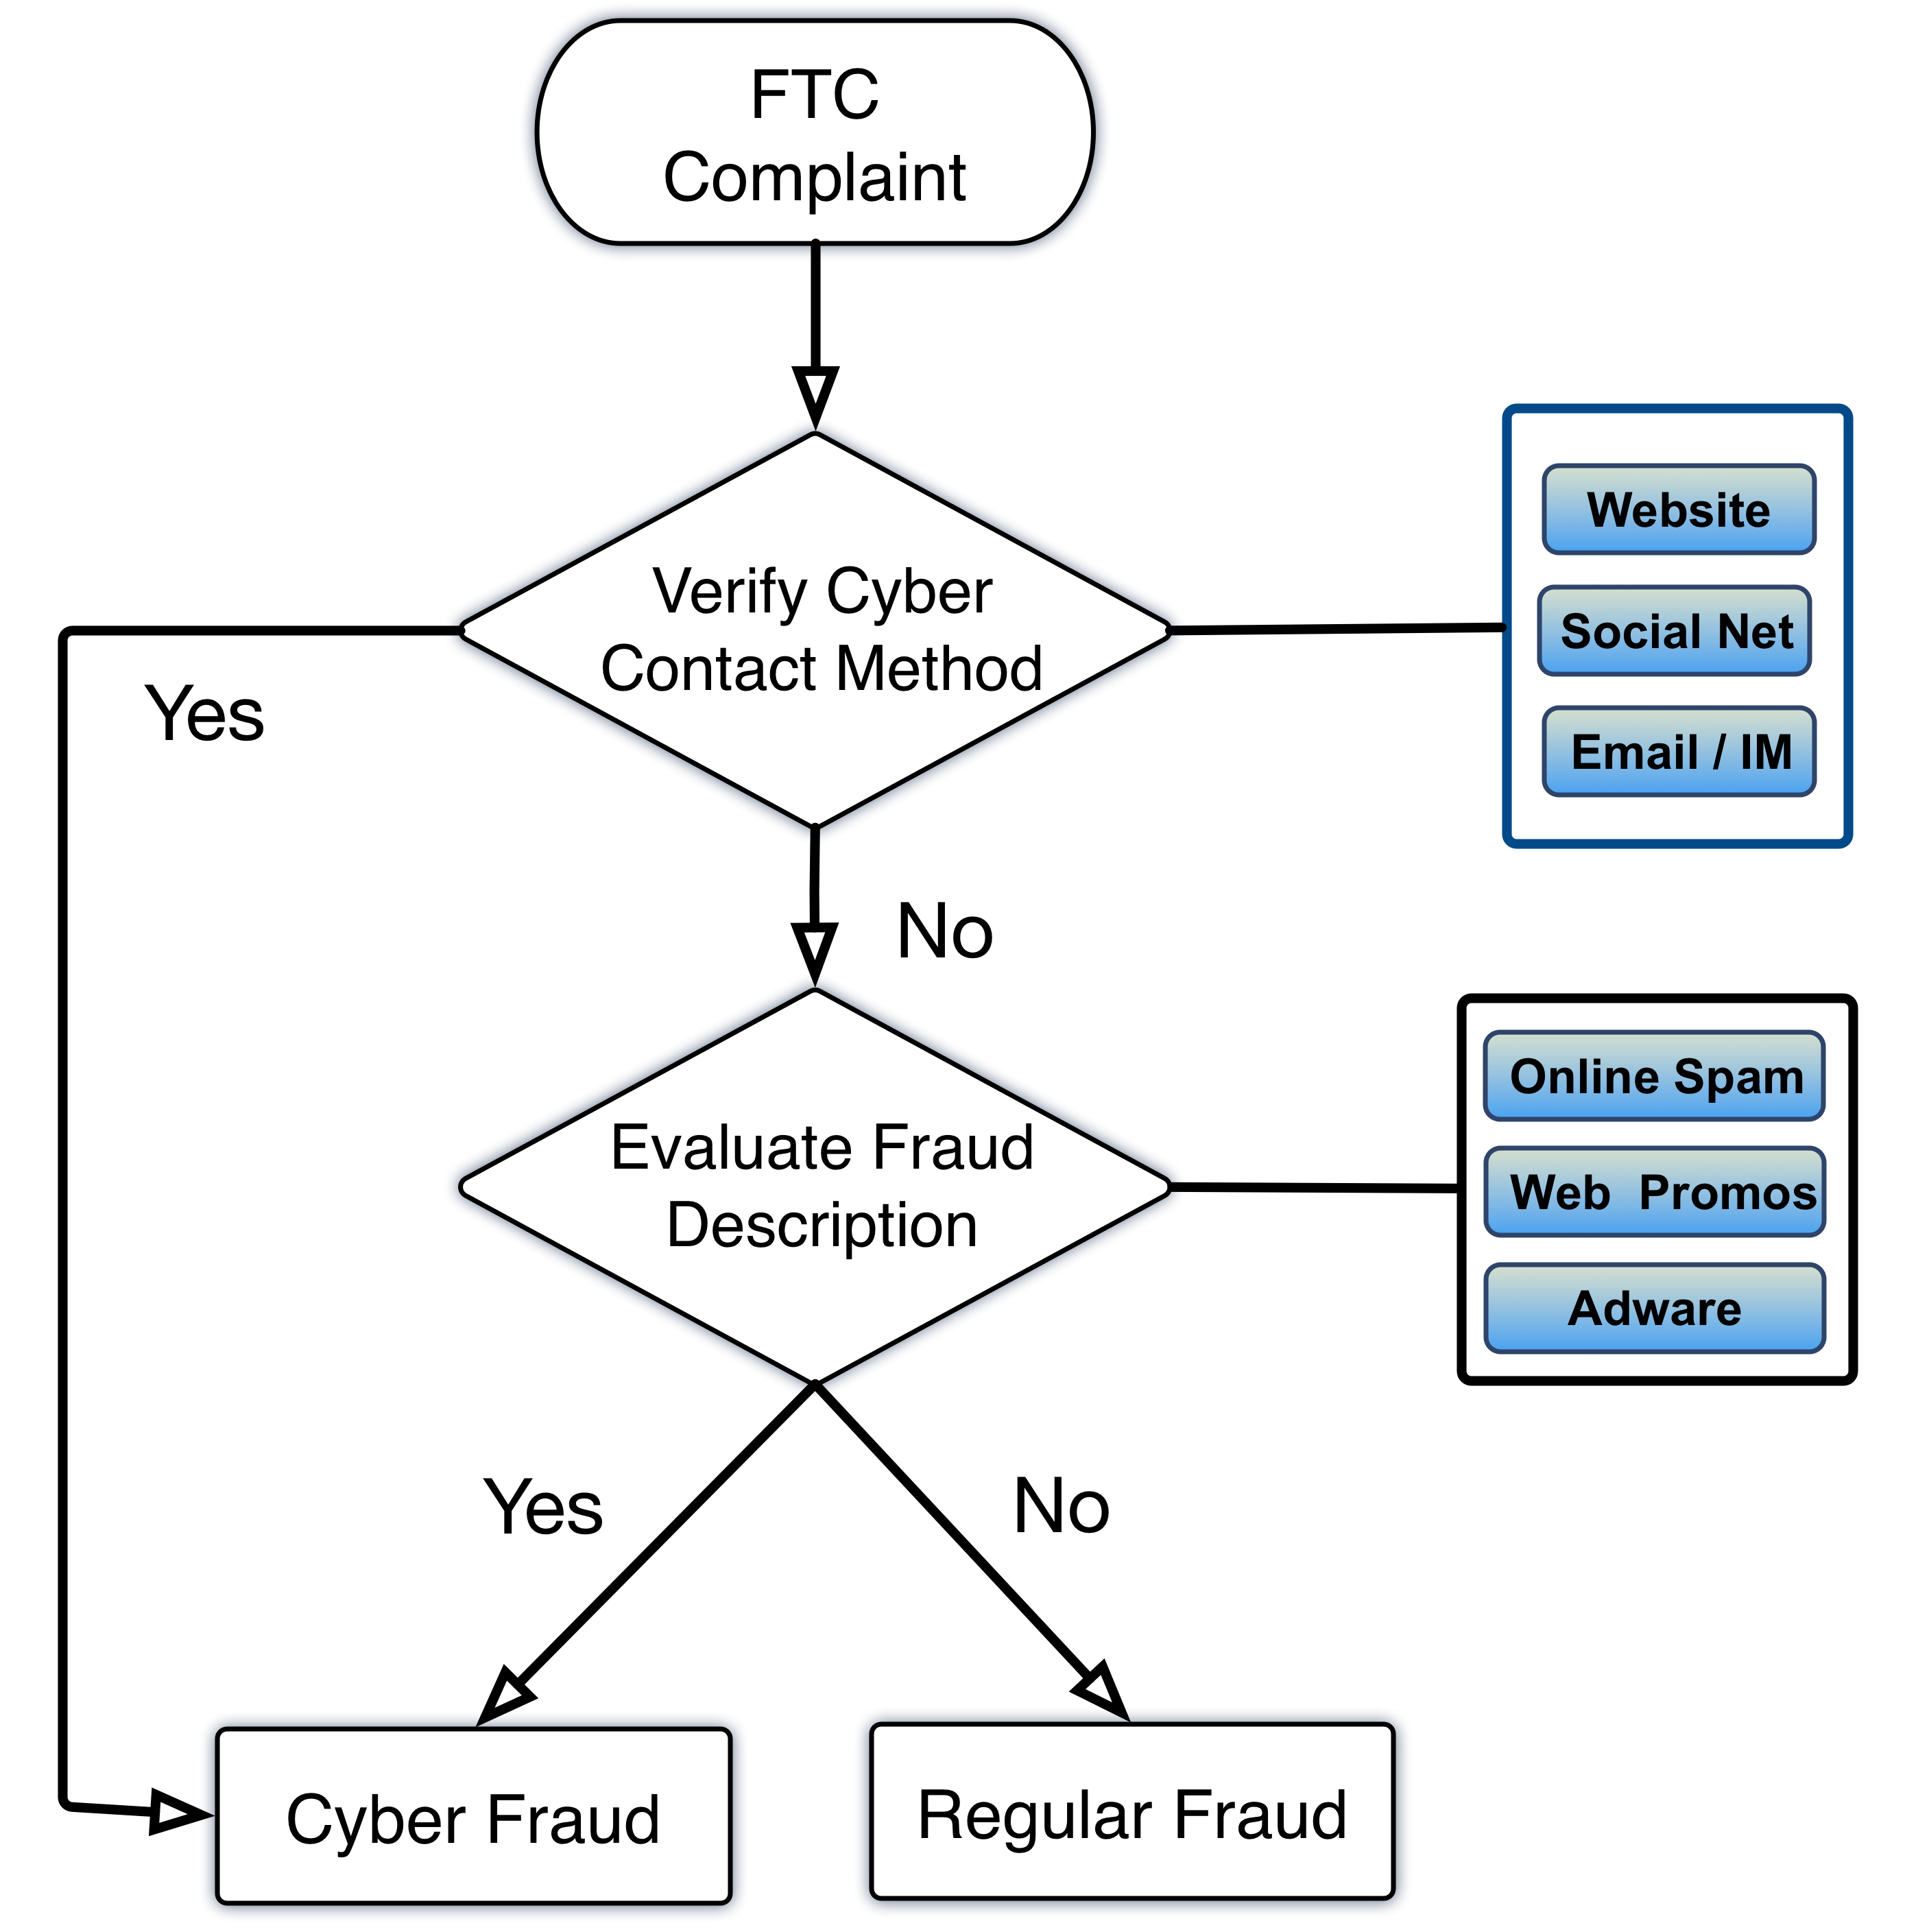 FTC
Complaint
Verify Cyber
Contact Method
Website
Social Net
Email / IM
Yes
No
Evaluate Fraud
Description
Online Spam
Web Promos
Adware
Yes
No
Cyber Fraud
Regular Fraud